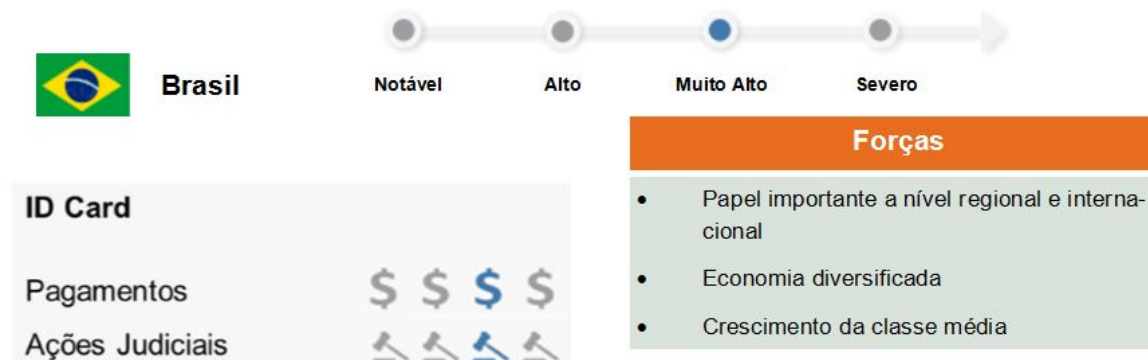 Brasil
Notável Alto Muito Alto Severo
ID Card
Pagamentos $ $ $ $
Ações Judiciais
Forças
• Papel importante a nível regional e interna-
cional
• Economia diversificada
• Crescimento da classe média